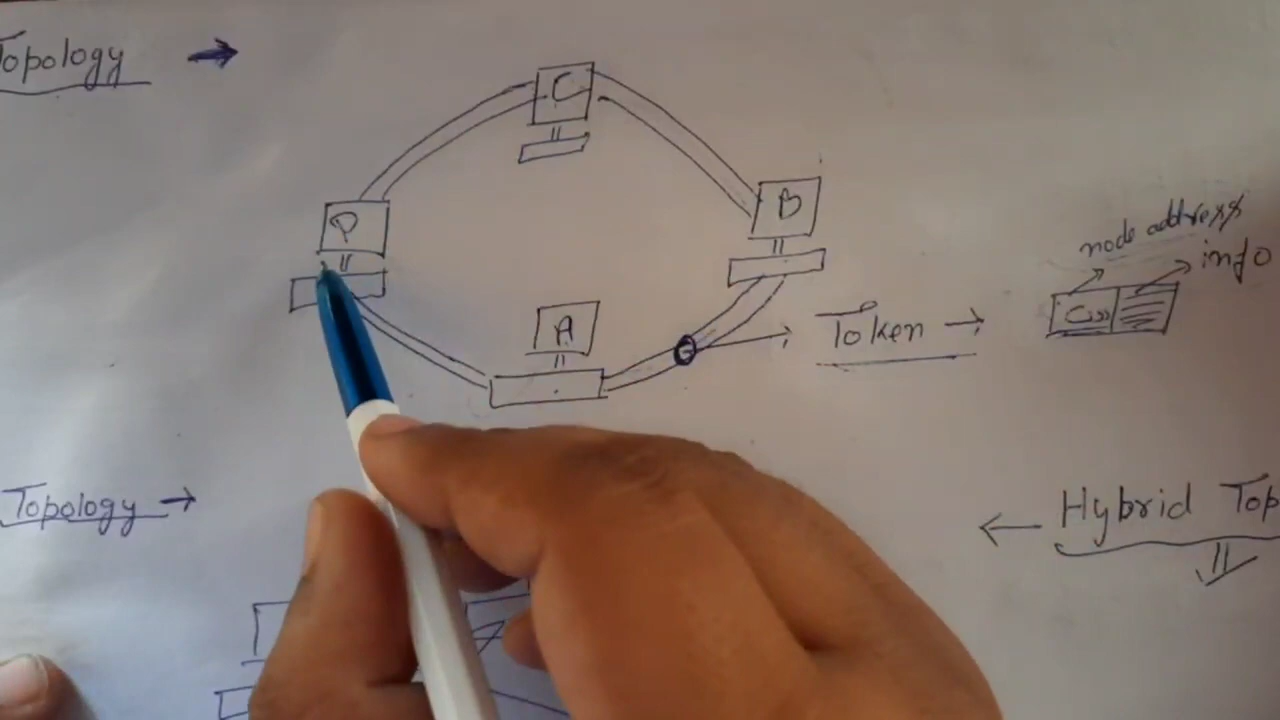 Topology →
C
D
B
A
node address
info
Token →
Topology →
← Hybrid Top